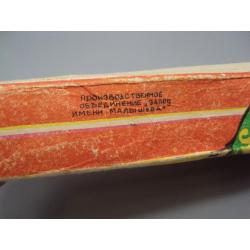 ПРОИЗВОДСТВЕННОЕ
ОБЪЕДИНЕНИЕ „ЗАВОД
ИМЕНИ МАЛЫШЕВА"